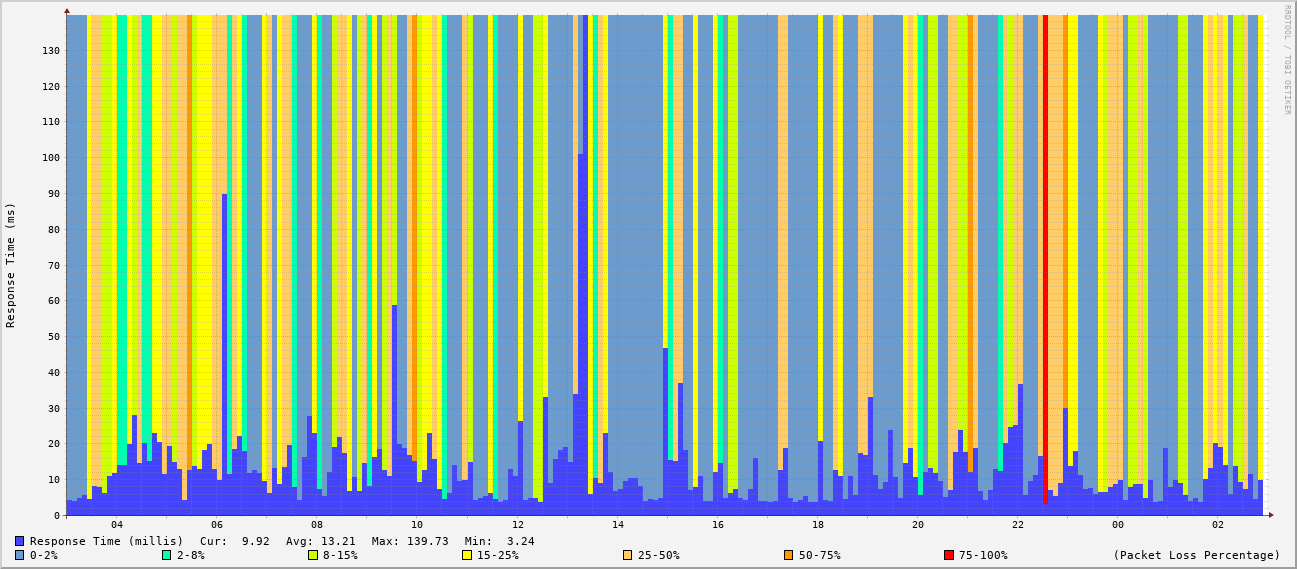 RRDTOOL / TOBI OETIKER
Response Time (ms)
130
120
110
100
90
80
70
60
50
40
30
20
10
0
04 06 08 10 12 14 16 18 20 22 00 02
Response Time (millis) Cur: 9.92 Avg: 13.21 Max: 139.73 Min: 3.24
0-2% 2-8% 8-15% 15-25% 25-50% 50-75% 75-100% (Packet Loss Percentage)